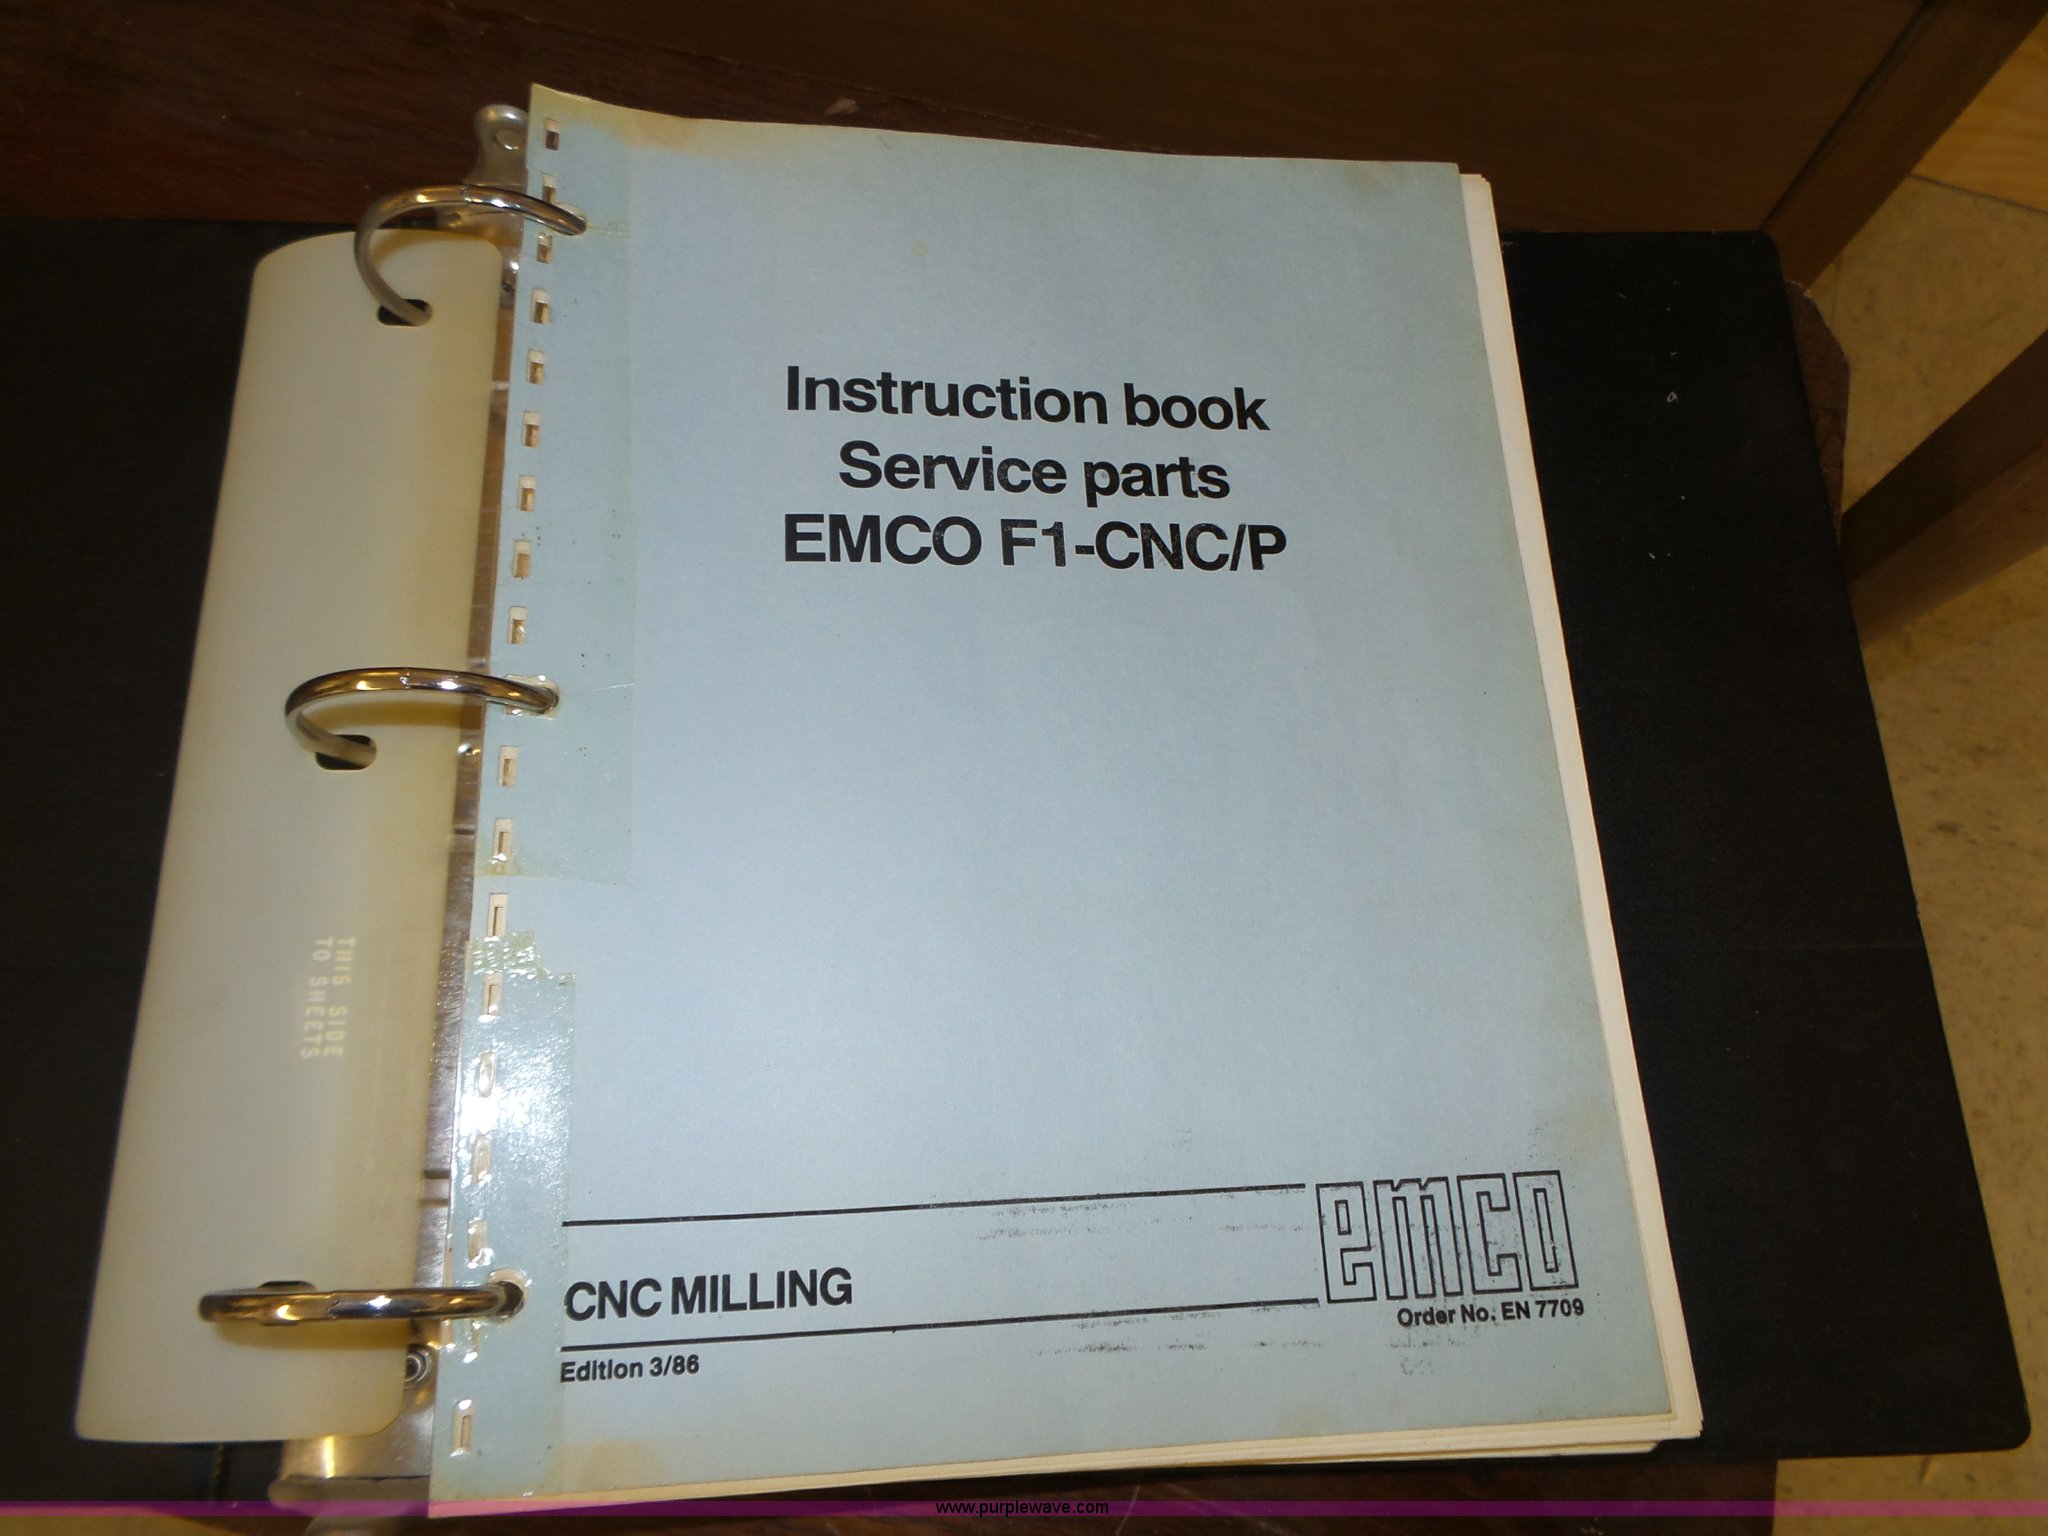 Instruction book
Service parts
EMCO F1-CNC/P
THIS SIDE
TO SHEETS
emco
CNC MILLING
Order No. EN 7709
Edition 3/86
www.purplewave.com